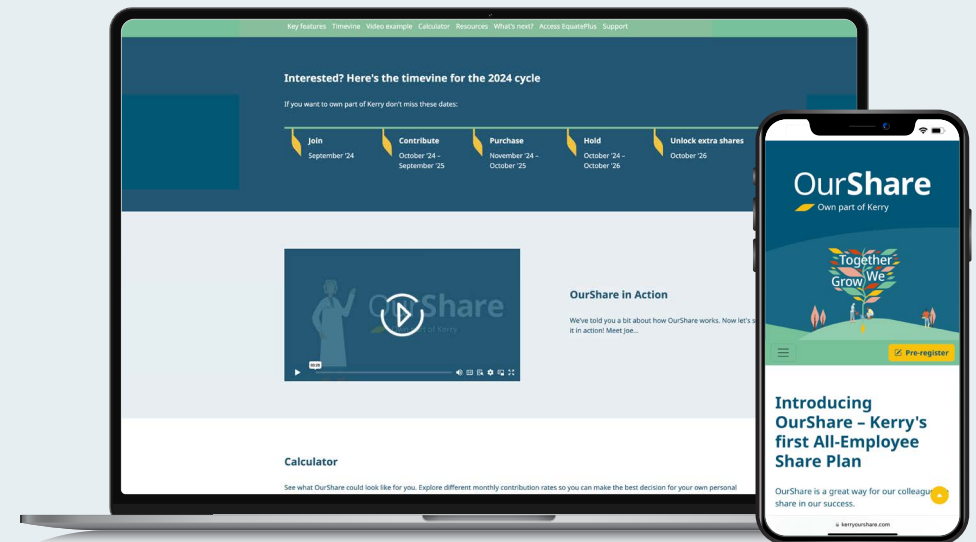 Key features Timevine Video example Calculator Resources What's next? Access EquatePlus Support
Interested? Here's the timevine for the 2024 cycle
If you want to own part of Kerry don't miss these dates:
Join
September '24
Contribute
October '24 –
September '25
Purchase
November '24 –
October '25
Hold
October '24 –
October '26
Unlock extra shares
October '26
OurShare
of Kerry
00:00
OurShare in Action
We've told you a bit about how OurShare works. Now let's s
it in action! Meet Joe...
Calculator
See what OurShare could look like for you. Explore different monthly contribution rates so you can make the best decision for your own personal
OurShare
Own part of Kerry
Together
We
Grow
Pre-register
Introducing
OurShare – Kerry's
first All-Employee
Share Plan
OurShare is a great way for our colleagu
share in our success.
kerryourshare.com